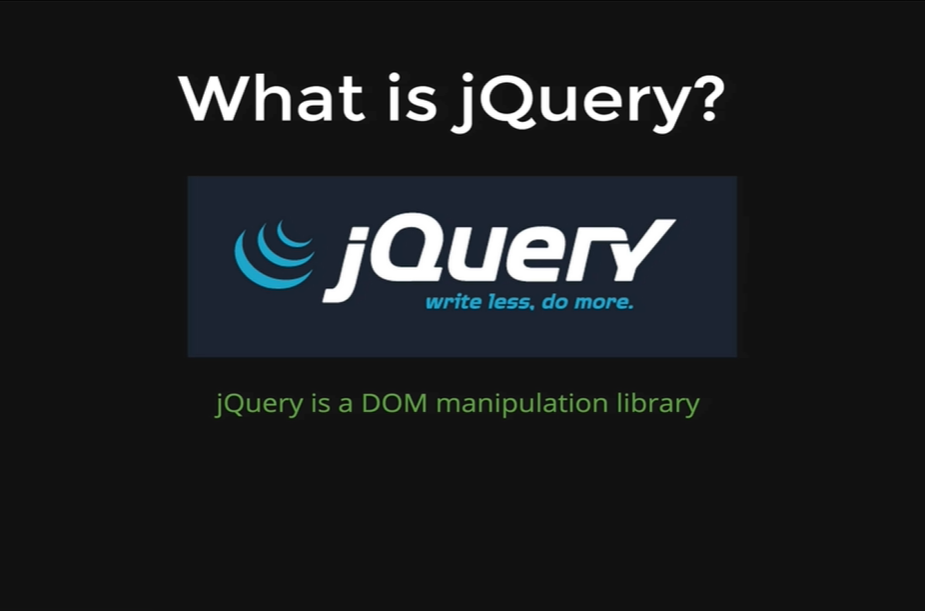 What is jQuery?
jQuery
write less, do more.
jQuery is a DOM manipulation library